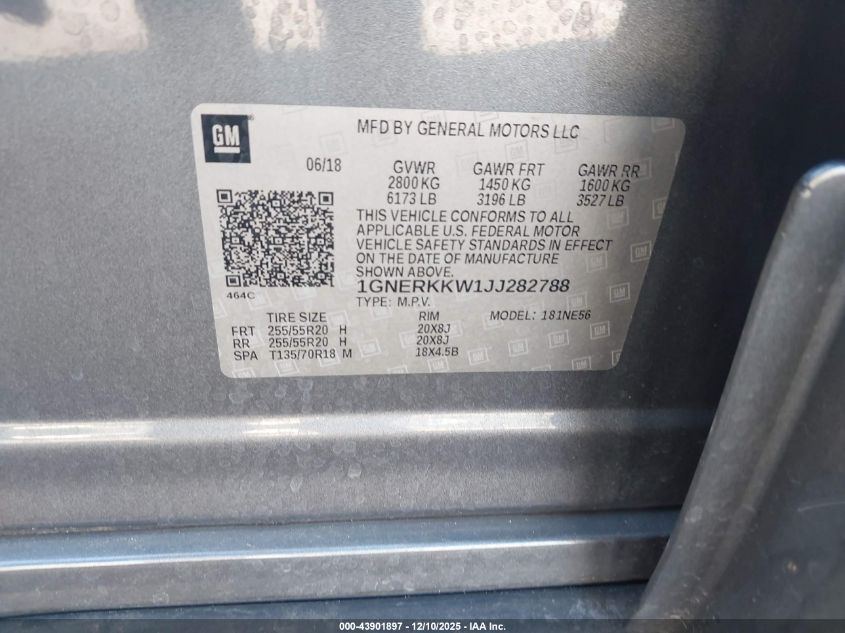 GM
MFD BY GENERAL MOTORS LLC
06/18 GVWR GAWR FRT GAWR RR
2800 KG 1450 KG 1600 KG
6173 LB 3196 LB 3527 LB
THIS VEHICLE CONFORMS TO ALL
APPLICABLE U.S. FEDERAL MOTOR
VEHICLE SAFETY STANDARDS IN EFFECT
ON THE DATE OF MANUFACTURE
SHOWN ABOVE.
464C
1GNERKKW1JJ282788
TYPE: M.P.V.
TIRE SIZE RIM MODEL: 181NE56
FRT 255/55R20 H 20X8J
RR 255/55R20 H 20X8J
SPA T135/70R18 M 18X4.5B
000-43901897 - 12/10/2025 - IAA Inc.